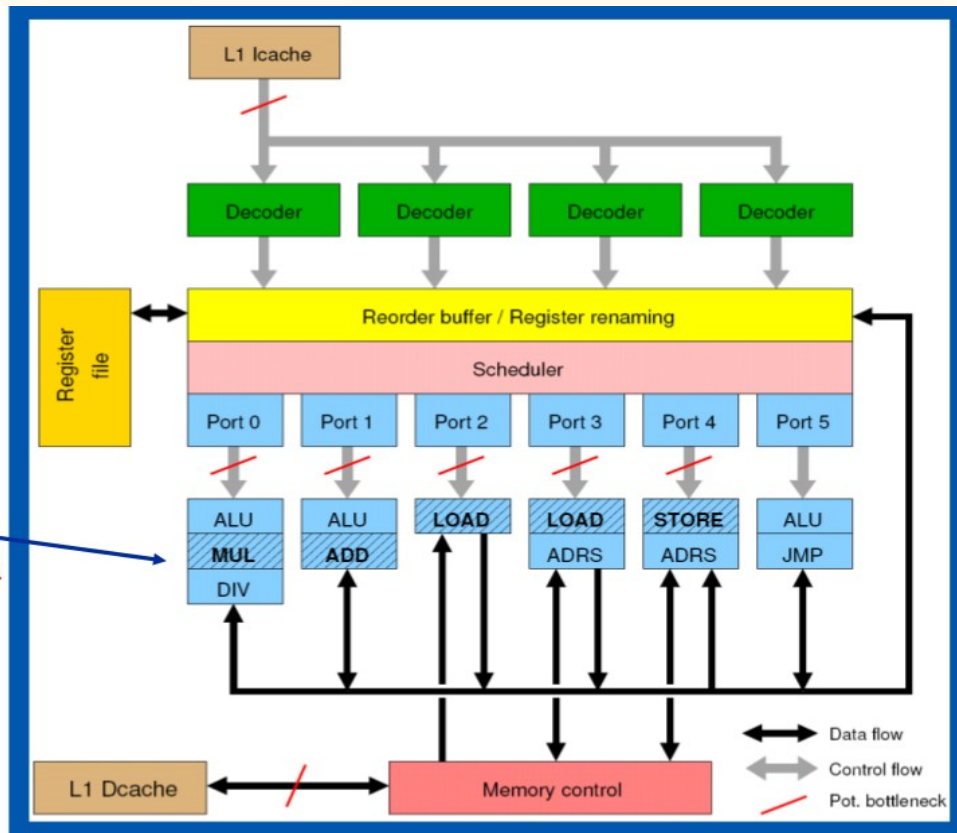 L1 Icache
Decoder
Decoder
Decoder
Decoder
Register
file
Reorder buffer / Register renaming
Scheduler
Port 0
Port 1
Port 2
Port 3
Port 4
Port 5
ALU
MUL
DIV
ALU
ADD
LOAD
LOAD
ADRS
STORE
ADRS
ALU
JMP
L1 Dcache
Memory control
Data flow
Control flow
Pot. bottleneck